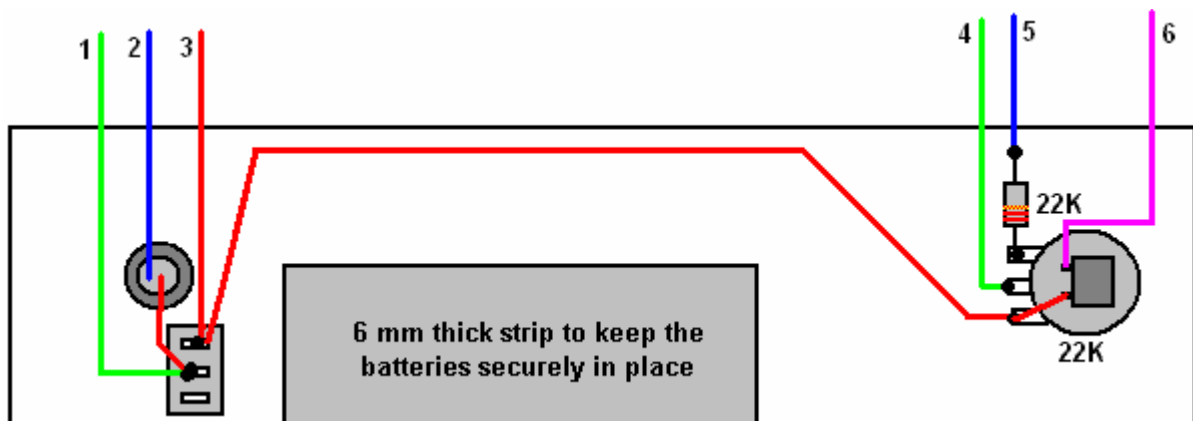 1
2
3
4
5
6
22K
22K
6 mm thick strip to keep the
batteries securely in place